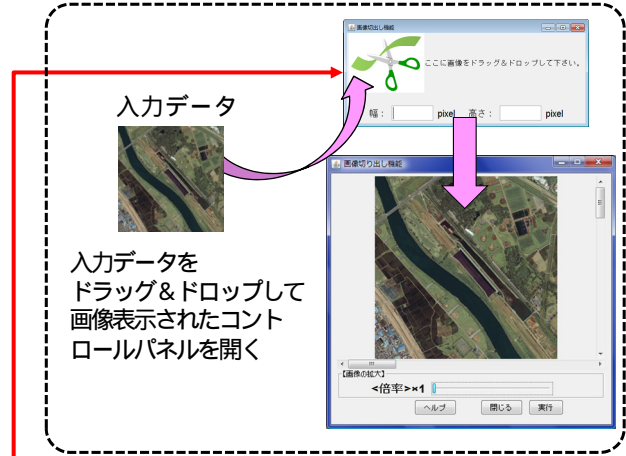 画像切出し機能
ここに画像をドラッグ&ドロップして下さい。
幅： pixel 高さ： pixel
入力データ
入力データを
ドラッグ&ドロップして
画像表示されたコント
ロールパネルを開く
画像切り出し機能
【画像の拡大】
<倍率>×1
ヘルプ 閉じる 実行